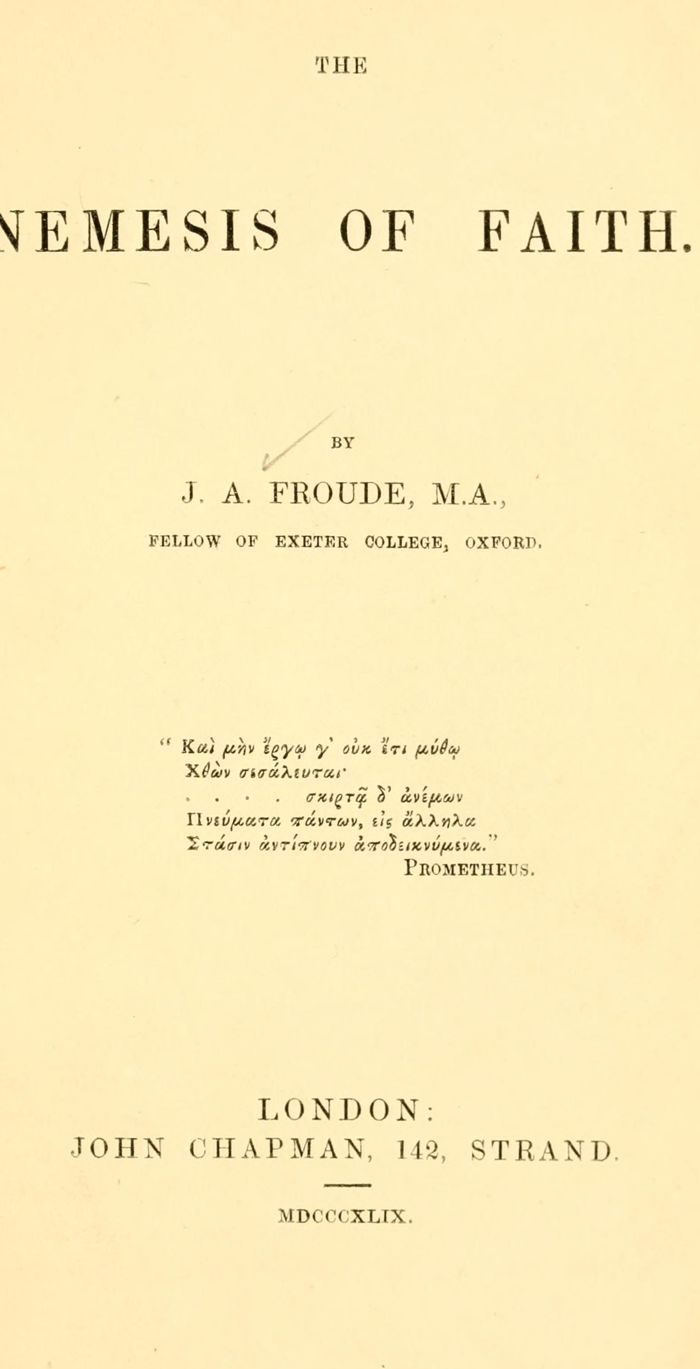 THE
NEMESIS OF FAITH.
BY
J. A. FROUDE, M.A.,
FELLOW OF EXETER COLLEGE, OXFORD.
“ Καὶ μὴν ἔργῳ γ' οὐκ ἔτι μύθῳ
Χθὼν σεσάλευται·
. . . . σκιρτᾷ δ' ἀνέμων
Πνεύματα πάντων, εἰς ἄλληλα
Στάσιν ἀντίπνουν ἀποδεικνύμενα.”
PROMETHEUS.
LONDON:
JOHN CHAPMAN, 142, STRAND.
MDCCCXLIX.